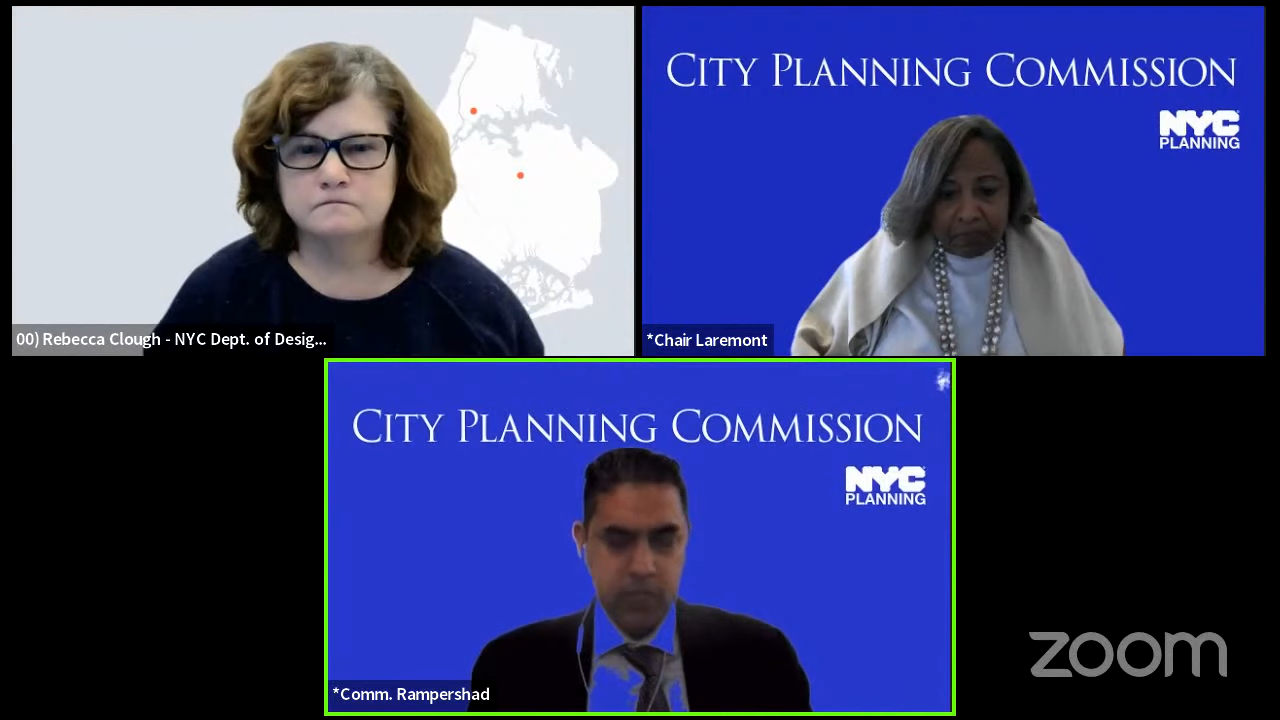 CITY PLANNING COMMISSION
NYC
PLANNING
00) Rebecca Clough - NYC Dept. of Desig...
*Chair Laremont
CITY PLANNING COMMISSION
NYC
PLANNING
*Comm. Rampershad
zoom